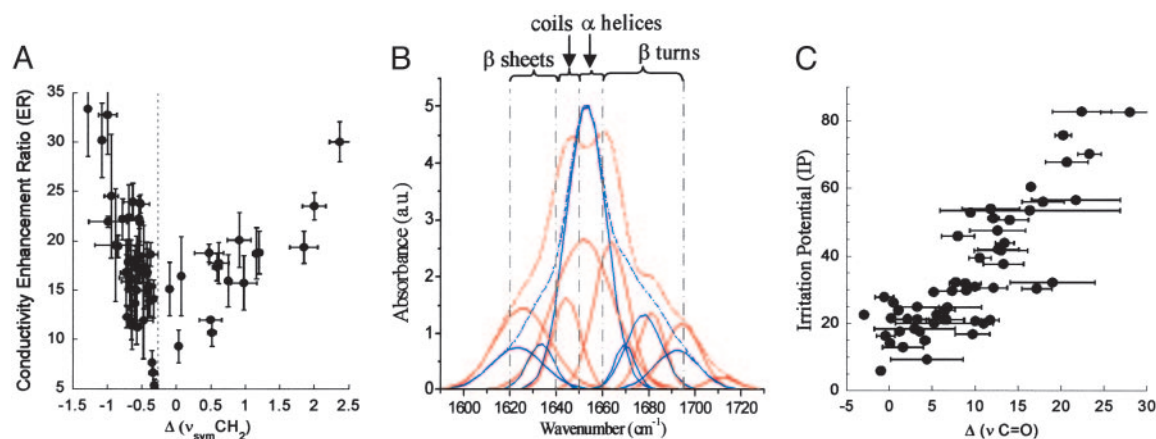 A
Conductivity Enhancement Ratio (ER)
35
30
25
20
15
10
5
-1.5 -1 -0.5 0 0.5 1 1.5 2 2.5
Δ (νsymCH2)
B
coils α helices
β sheets
β turns
Absorbance (a.u.)
5
4
3
2
1
0
1600 1620 1640 1660 1680 1700 1720
Wavenumber (cm-1)
C
Irritation Potential (IP)
100
80
60
40
20
0
-5 0 5 10 15 20 25 30
Δ (ν C=O)